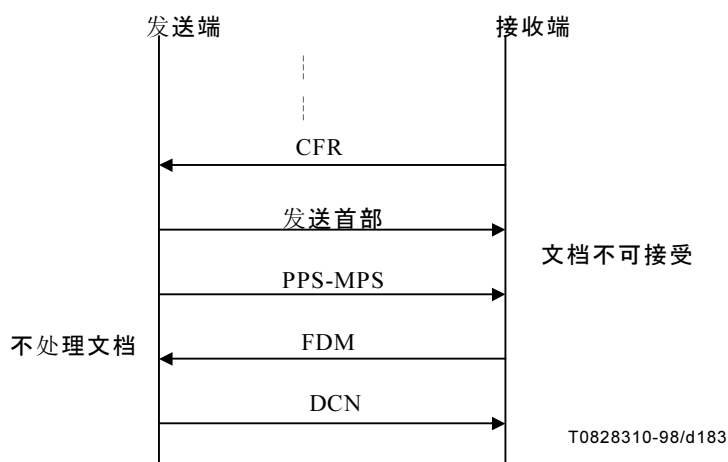 发送端
接收端
CFR
发送首部
文档不可接受
PPS-MPS
不处理文档
FDM
DCN
T0828310-98/d183